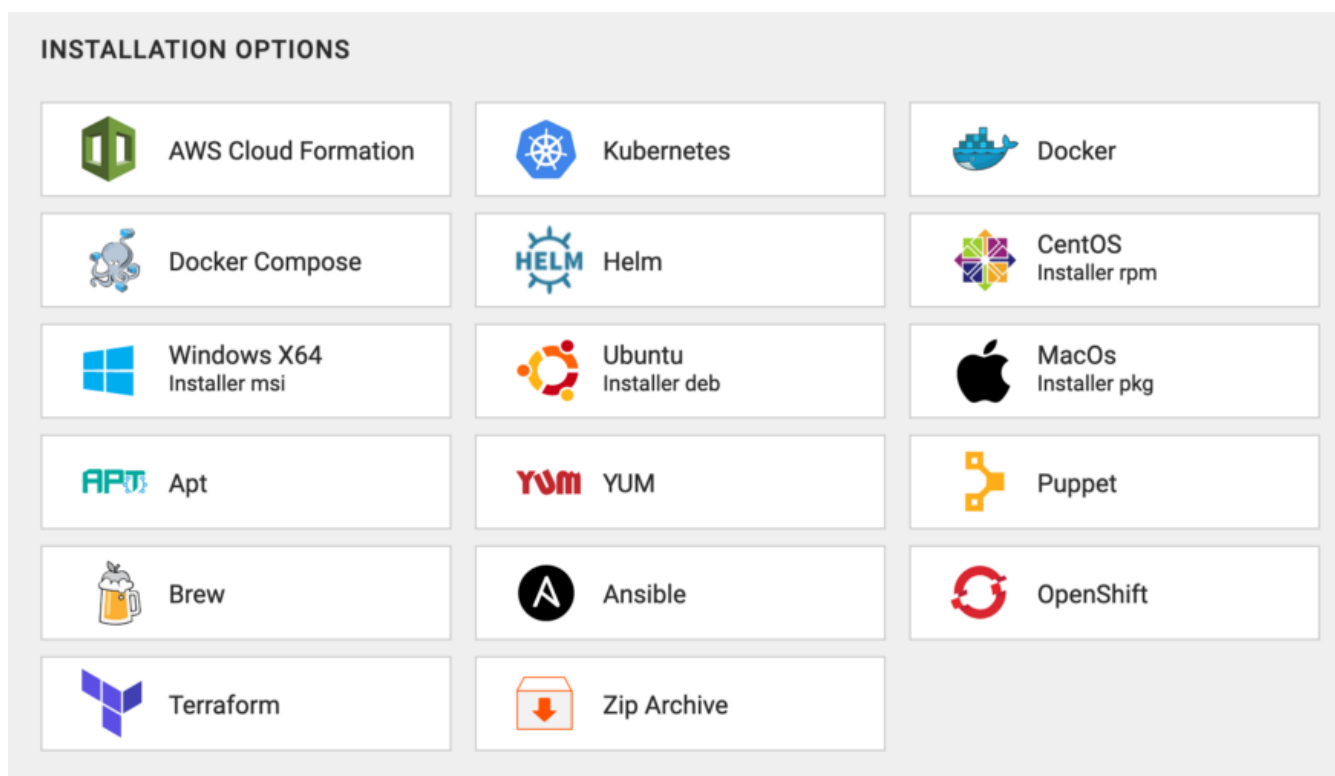 INSTALLATION OPTIONS
AWS Cloud Formation
Kubernetes
Docker
Docker Compose
HELM
Helm
CentOS
Installer rpm
Windows X64
Installer msi
Ubuntu
Installer deb
MacOs
Installer pkg
APT
Apt
YUM
YUM
Puppet
Brew
A
Ansible
OpenShift
Terraform
Zip Archive